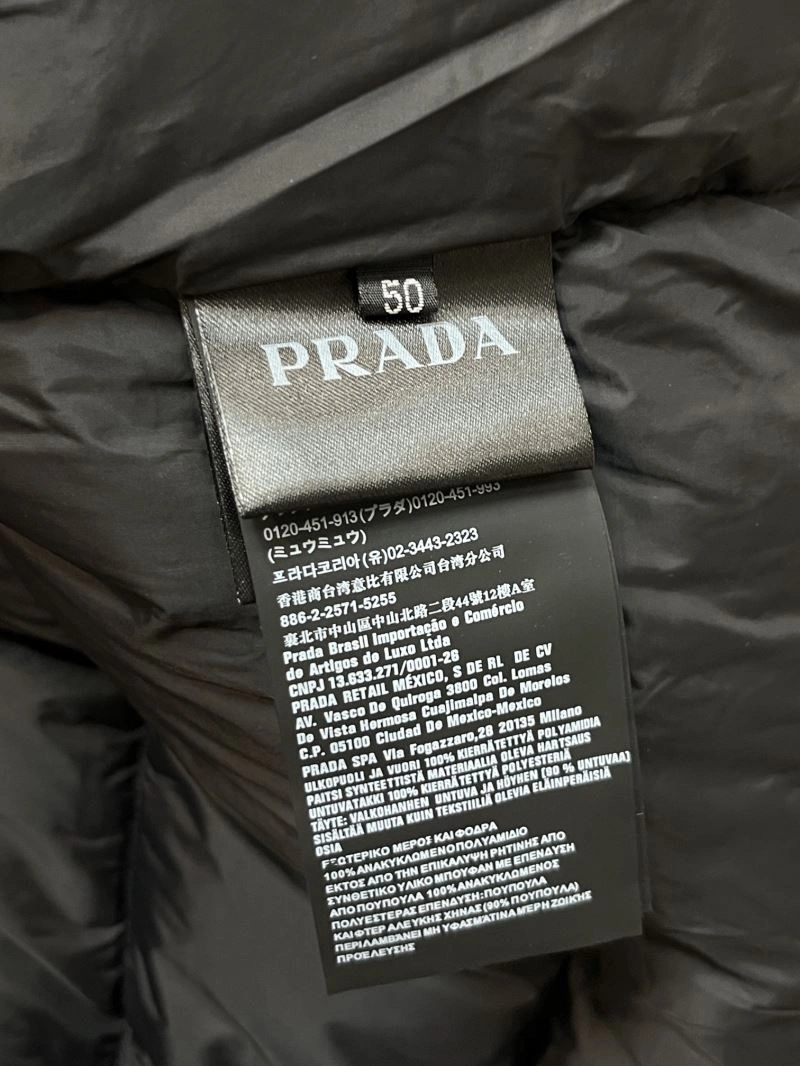 50
PRADA
0120-451-913(プラダ)0120-451-993
(ミュウミュウ)
프라다코리아(유)02-3443-2323
香港商台湾意比有限公司台湾分公司
886-2-2571-5255
臺北市中山區中山北路二段44號12樓A室
Prada Brasil Importação e Comércio
de Artigos de Luxo Ltda
CNPJ 13.633.271/0001-26
PRADA RETAIL MÉXICO, S DE RL DE CV
AV. Vasco De Quiroga 3800 Col. Lomas
De Vista Hermosa Cuajimalpa De Morelos
C.P. 05100 Ciudad De Mexico-Mexico
PRADA SPA Via Fogazzaro,28 20135 Milano
ULKOPUOLI JA VUORI 100% KIERRÄTETTYÄ POLYAMIDIA
PAITSI SYNTEETTISTÄ MATERIAALIA OLEVA HARTSAUS
UNTUVATAKKI 100% KIERRÄTETTYÄ POLYESTERIÄ
TÄYTE: VALKOHANHEN UNTUVA JA HÖYHEN (90 % UNTUVAA)
SISÄLTÄÄ MUUTA KUIN TEKSTIILIÄ OLEVIA ELÄINPERÄISIÄ
OSIA
ΕΞΩΤΕΡΙΚΟ ΜΕΡΟΣ ΚΑΙ ΦΟΔΡΑ
100% ΑΝΑΚΥΚΛΩΜΕΝΟ ΠΟΛΥΑΜΙΔΙΟ
ΕΚΤΟΣ ΑΠΟ ΤΗΝ ΕΠΙΚΑΛΥΨΗ ΡΗΤΙΝΗΣ ΑΠΟ
ΣΥΝΘΕΤΙΚΟ ΥΛΙΚΟ ΜΠΟΥΦΑΝ ΜΕ ΕΠΕΝΔΥΣΗ
ΑΠΟ ΠΟΥΠΟΥΛΑ 100% ΑΝΑΚΥΚΛΩΜΕΝΟΣ
ΠΟΛΥΕΣΤΕΡΑΣ ΕΠΕΝΔΥΣΗ: ΠΟΥΠΟΥΛΑ
ΚΑΙ ΦΤΕΡ ΑΛΕΥΚΗΣ ΧΗΝΑΣ (90% ΠΟΥΠΟΥΛΑ)
ΠΕΡΙΛΑΜΒΑΝΕΙ ΜΗ ΥΦΑΣΜΑΤΙΝΑ ΜΕΡΗ ΖΩΙΚΗΣ
ΠΡΟΕΛΕΥΣΗΣ